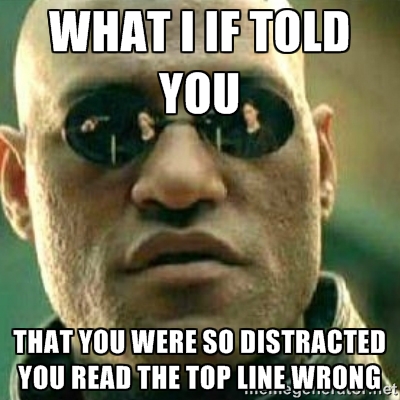 WHAT I IF TOLD
YOU
THAT YOU WERE SO DISTRACTED
YOU READ THE TOP LINE WRONG
memegenerator.net